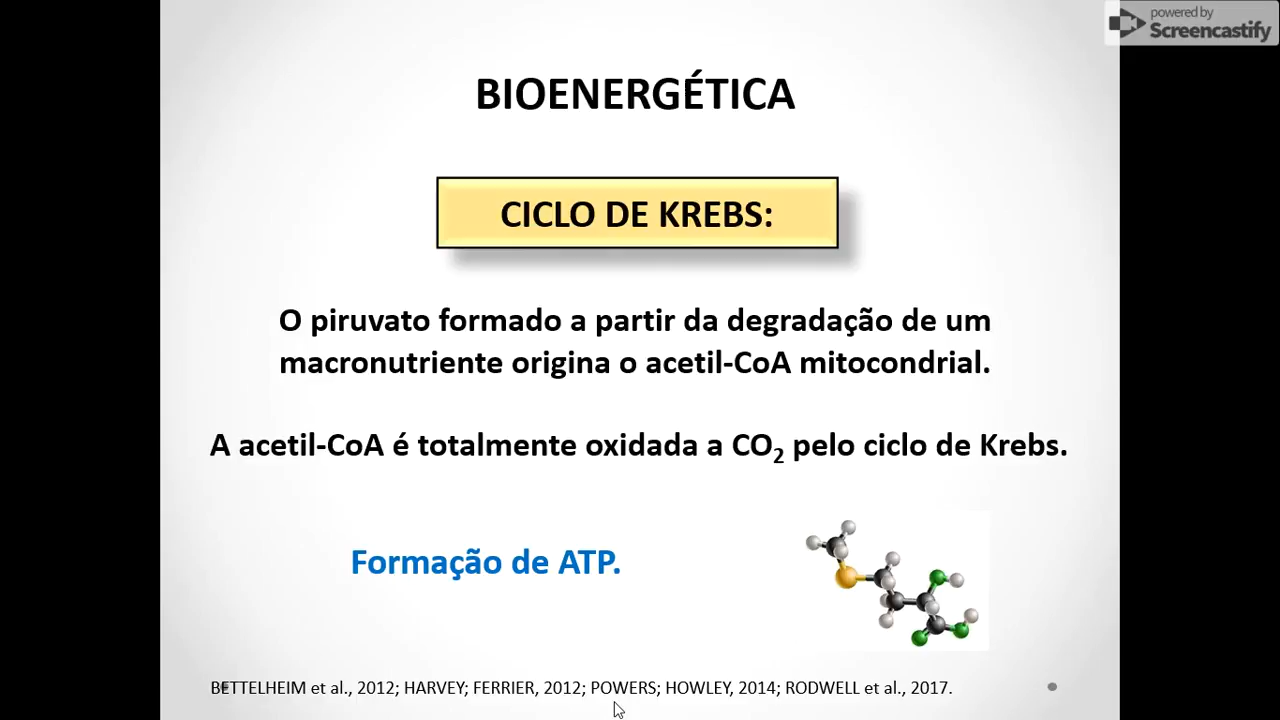 powered by
Screencastify
BIOENERGÉTICA
CICLO DE KREBS:
O piruvato formado a partir da degradação de um
macronutriente origina o acetil-CoA mitocondrial.
A acetil-CoA é totalmente oxidada a CO₂ pelo ciclo de Krebs.
Formação de ATP.
BETTELHEIM et al., 2012; HARVEY; FERRIER, 2012; POWERS; HOWLEY, 2014; RODWELL et al., 2017.